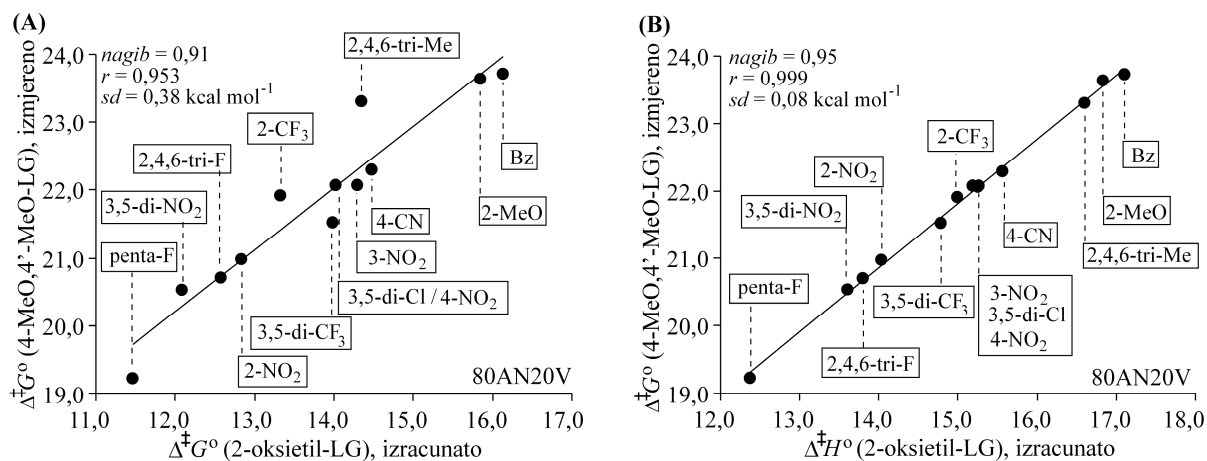 (A)
Δ‡G° (4-MeO,4’-MeO-LG), izmjereno
24,0
23,0
22,0
21,0
20,0
19,0
nagib = 0,91
r = 0,953
sd = 0,38 kcal mol⁻¹
2,4,6-tri-Me
2-CF₃
2,4,6-tri-F
3,5-di-NO₂
penta-F
Bz
2-MeO
4-CN
3-NO₂
3,5-di-Cl / 4-NO₂
3,5-di-CF₃
2-NO₂
80AN20V
11,0 12,0 13,0 14,0 15,0 16,0 17,0
Δ‡G° (2-oksietil-LG), izracunato
(B)
Δ‡G° (4-MeO,4’-MeO-LG), izmjereno
24,0
23,0
22,0
21,0
20,0
19,0
nagib = 0,95
r = 0,999
sd = 0,08 kcal mol⁻¹
2-CF₃
2-NO₂
3,5-di-NO₂
penta-F
Bz
2-MeO
4-CN
2,4,6-tri-Me
3,5-di-CF₃
3-NO₂
3,5-di-Cl
4-NO₂
2,4,6-tri-F
80AN20V
12,0 13,0 14,0 15,0 16,0 17,0 18,0
Δ‡H° (2-oksietil-LG), izracunato